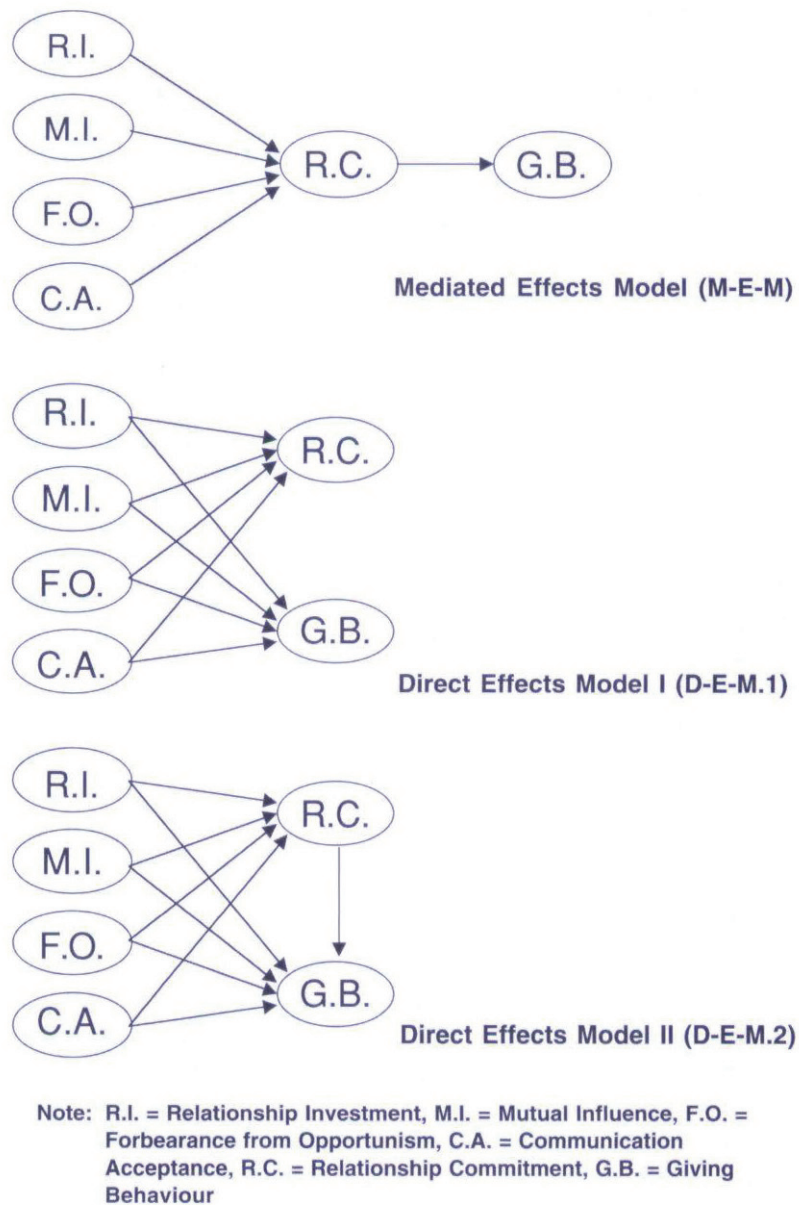 R.I.
M.I.
R.C.
G.B.
F.O.
C.A.
Mediated Effects Model (M-E-M)
R.I.
R.C.
M.I.
F.O.
G.B.
C.A.
Direct Effects Model I (D-E-M.1)
R.I.
R.C.
M.I.
F.O.
G.B.
C.A.
Direct Effects Model II (D-E-M.2)
Note: R.I. = Relationship Investment, M.I. = Mutual Influence, F.O. =
Forbearance from Opportunism, C.A. = Communication
Acceptance, R.C. = Relationship Commitment, G.B. = Giving
Behaviour